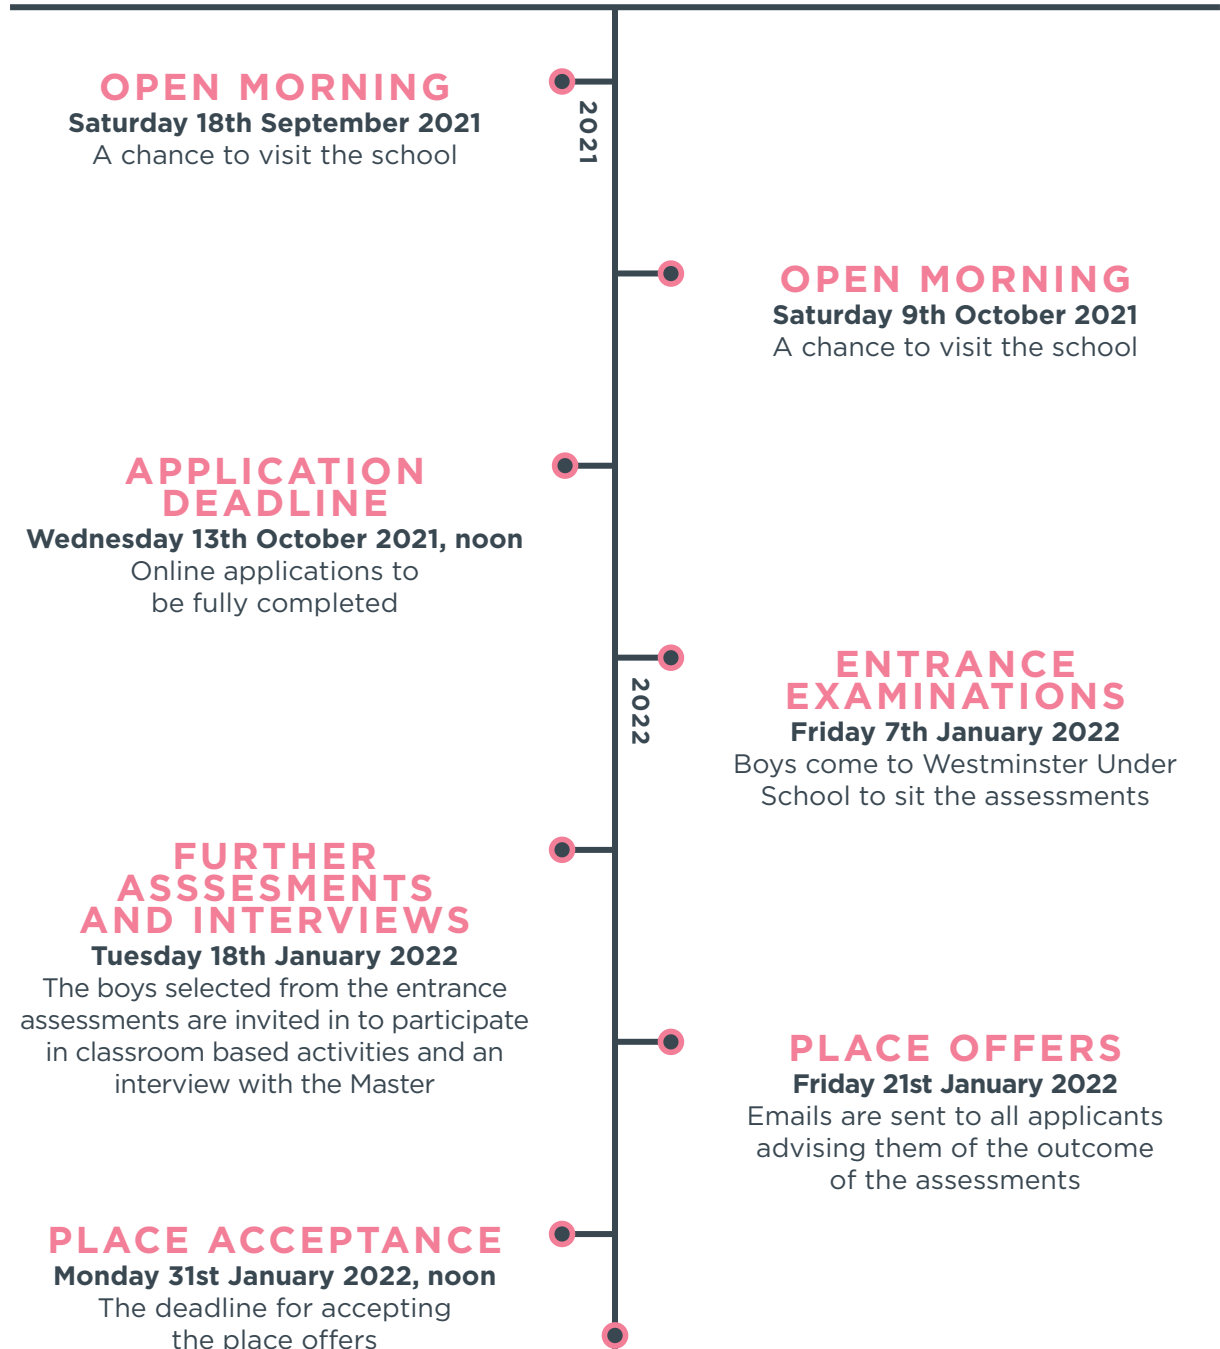 OPEN MORNING
Saturday 18th September 2021
A chance to visit the school
2021
OPEN MORNING
Saturday 9th October 2021
A chance to visit the school
APPLICATION
DEADLINE
Wednesday 13th October 2021, noon
Online applications to
be fully completed
2022
ENTRANCE
EXAMINATIONS
Friday 7th January 2022
Boys come to Westminster Under
School to sit the assessments
FURTHER
ASSSESMENTS
AND INTERVIEWS
Tuesday 18th January 2022
The boys selected from the entrance
assessments are invited in to participate
in classroom based activities and an
interview with the Master
PLACE OFFERS
Friday 21st January 2022
Emails are sent to all applicants
advising them of the outcome
of the assessments
PLACE ACCEPTANCE
Monday 31st January 2022, noon
The deadline for accepting
the place offers